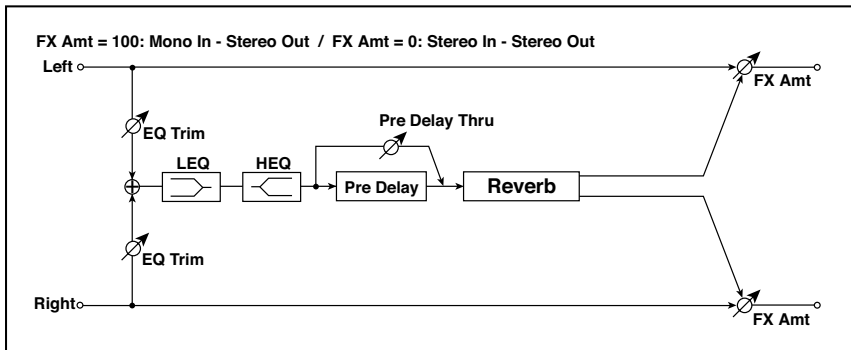 FX Amt = 100: Mono In - Stereo Out / FX Amt = 0: Stereo In - Stereo Out
Left
FX Amt
EQ Trim
Pre Delay Thru
LEQ
HEQ
Pre Delay
Reverb
EQ Trim
Right
FX Amt